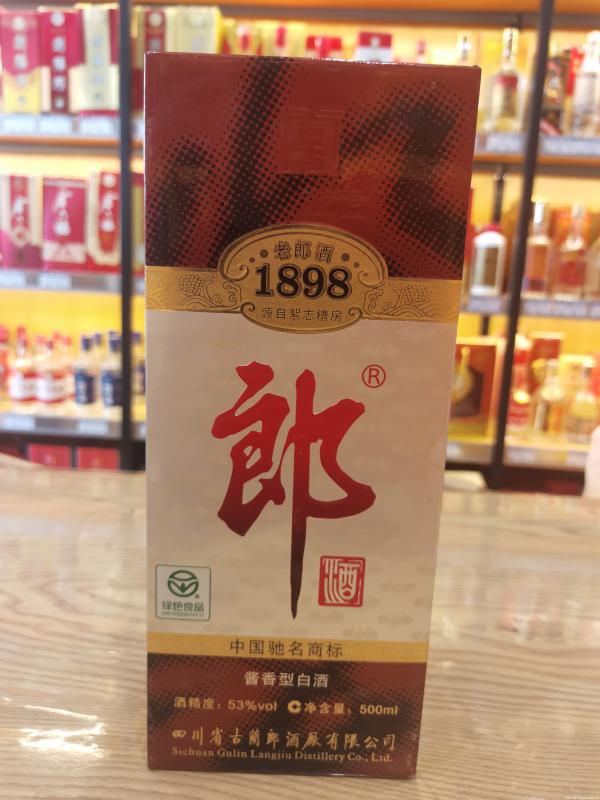 老郎酒
1898
源自絮志糟房
郎
®
酒
绿色食品
中国驰名商标
酱香型白酒
酒精度：53%vol 净含量：500ml
四川省古蔺郎酒厰有限公司
Sichuan Gulin Langjiu Distillery Co., Ltd.